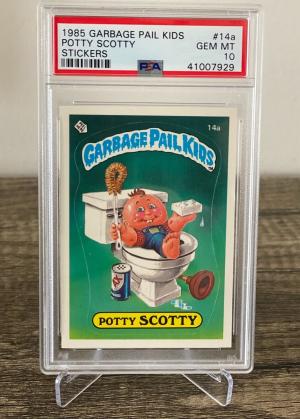 1985 GARBAGE PAIL KIDS #14a
POTTY SCOTTY GEM MT
STICKERS PSA 10
41007929
14a
GARBAGE PAIL KIDS
POTTY SCOTTY